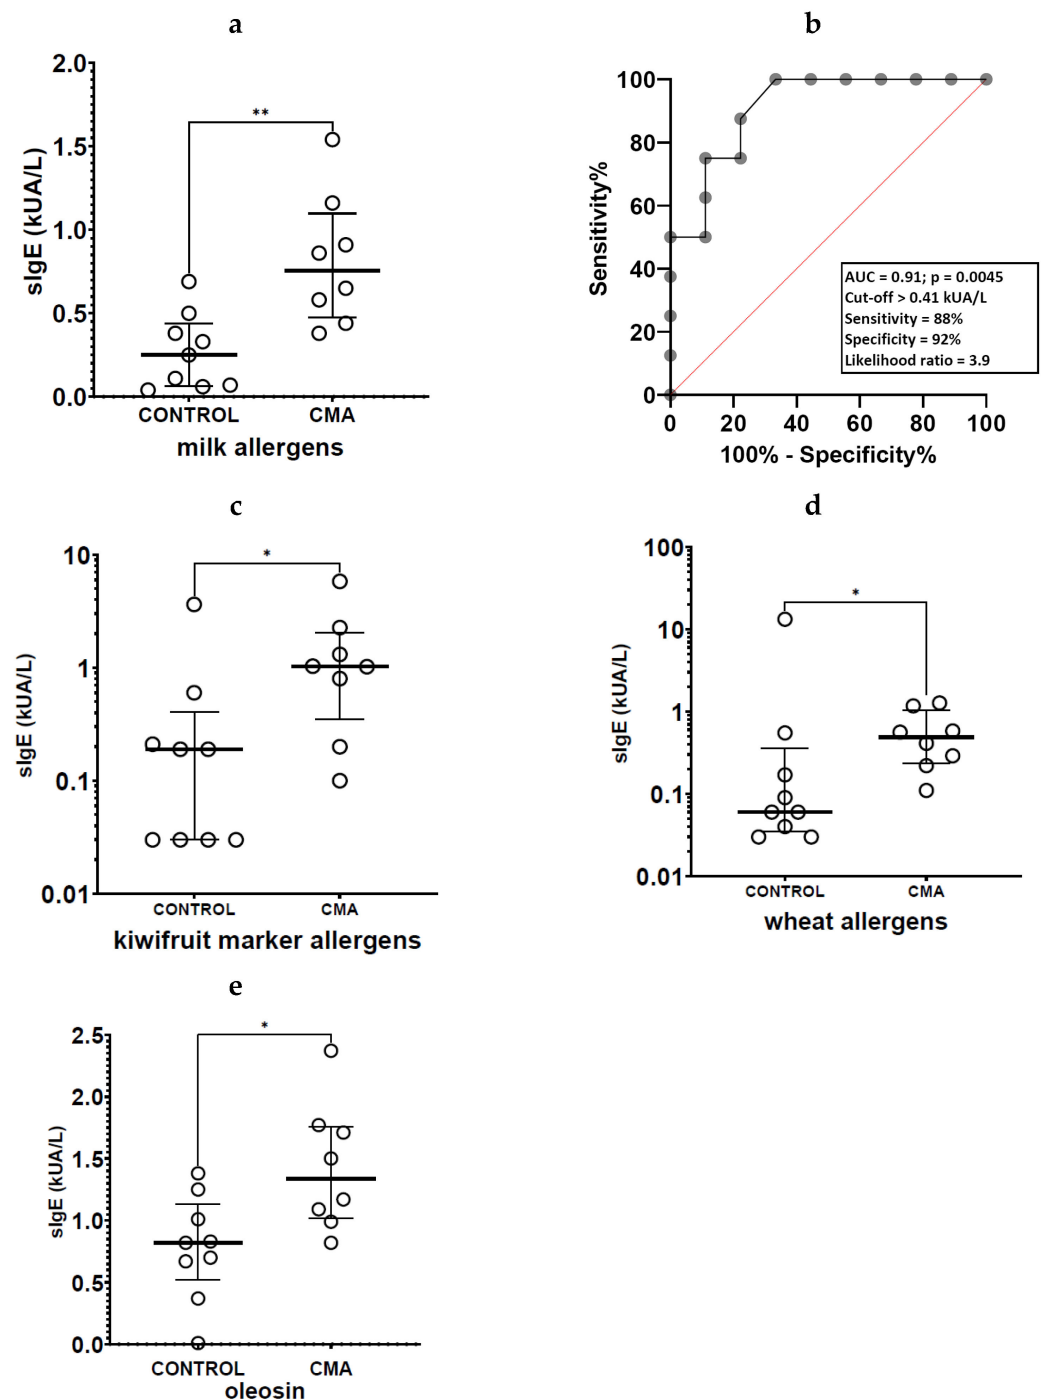 a
2.0
1.5
1.0
0.5
0.0
sIgE (kUA/L)
**
CONTROL CMA
milk allergens
b
100
80
60
40
20
0
Sensitivity%
AUC = 0.91; p = 0.0045
Cut-off > 0.41 kUA/L
Sensitivity = 88%
Specificity = 92%
Likelihood ratio = 3.9
0 20 40 60 80 100
100% - Specificity%
c
10
1
0.1
0.01
sIgE (kUA/L)
*
CONTROL CMA
kiwifruit marker allergens
d
100
10
1
0.1
0.01
sIgE (kUA/L)
*
CONTROL CMA
wheat allergens
e
2.5
2.0
1.5
1.0
0.5
0.0
sIgE (kUA/L)
*
CONTROL CMA
oleosin